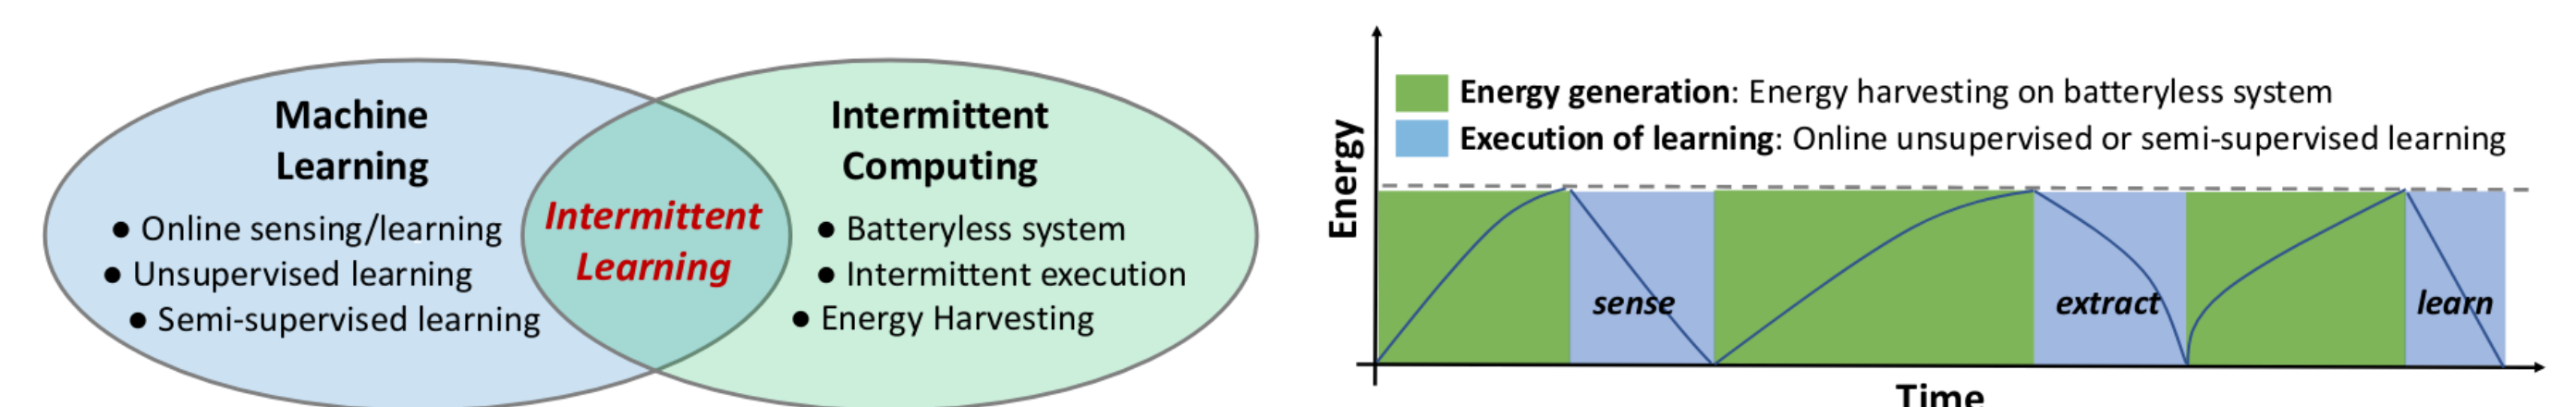 Machine
Learning
● Online sensing/learning
● Unsupervised learning
● Semi-supervised learning
Intermittent
Learning
Intermittent
Computing
● Batteryless system
● Intermittent execution
● Energy Harvesting
Energy generation: Energy harvesting on batteryless system
Execution of learning: Online unsupervised or semi-supervised learning
Energy
sense
extract
learn
Time